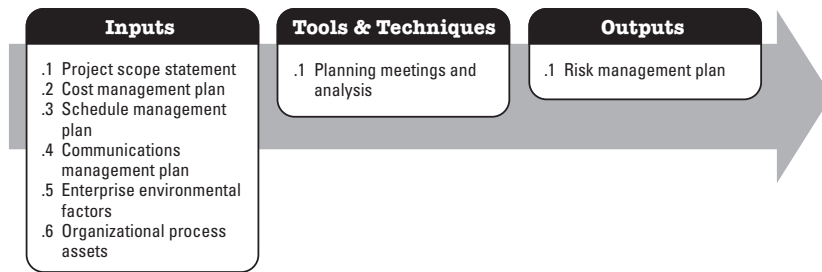 Inputs
.1 Project scope statement
.2 Cost management plan
.3 Schedule management
plan
.4 Communications
management plan
.5 Enterprise environmental
factors
.6 Organizational process
assets
Tools & Techniques
.1 Planning meetings and
analysis
Outputs
.1 Risk management plan